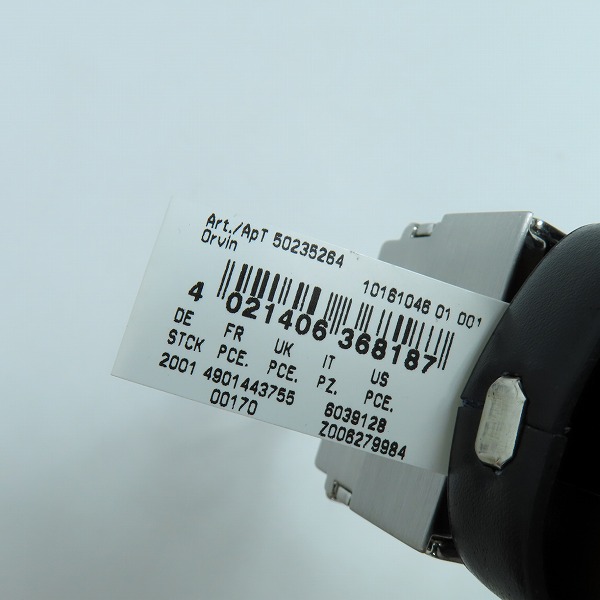 Art./АрТ 50235264
Orvin
10161046 01 001
4 021406 368187
DE FR UK IT US
STCK PCE. PCE. PZ. PCE.
2001 4901443755 6039128
00170 Z006279984